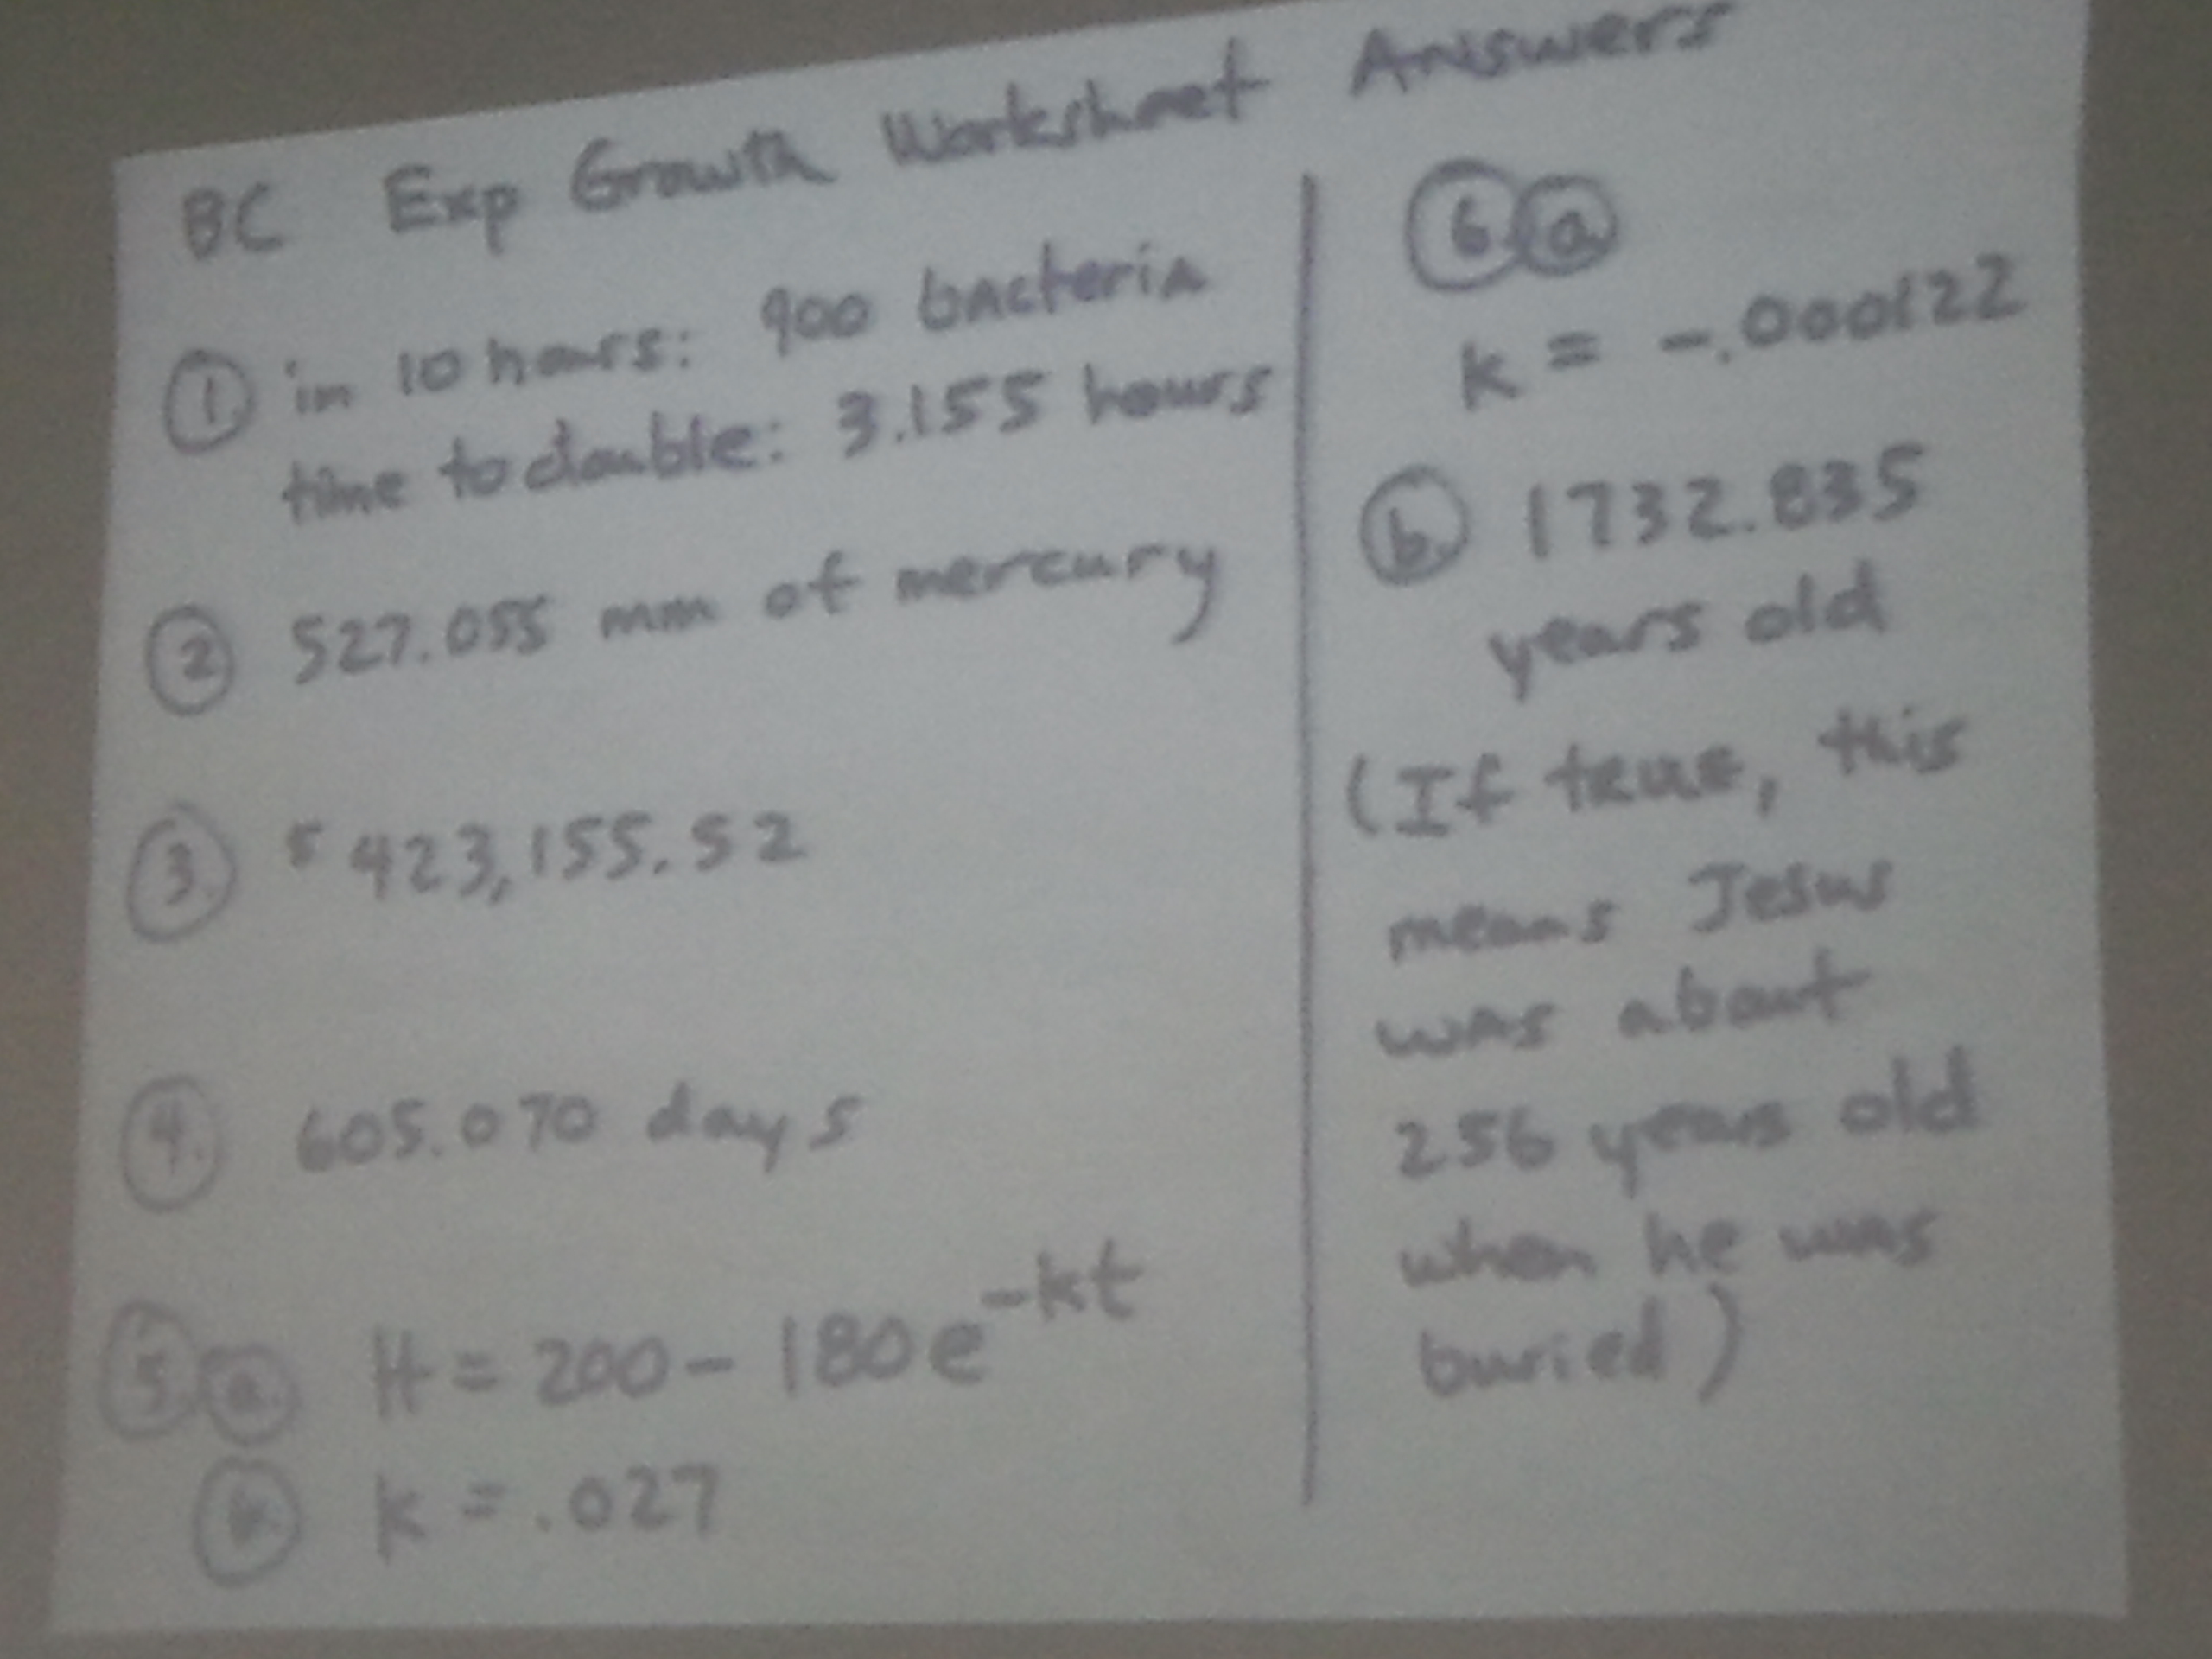 BC Exp Growth Worksheet Answers
1. in 10 hours: 900 bacteria
time to double: 3.155 hours
2. 527.055 mm of mercury
3. $423,155.52
4. 605.070 days
5. a. H = 200 - 180e^-kt
b. k = .027
6. a.
k = -.000122
b. 1732.835
years old
(If true, this
means Jesus
was about
256 years old
when he was
buried)